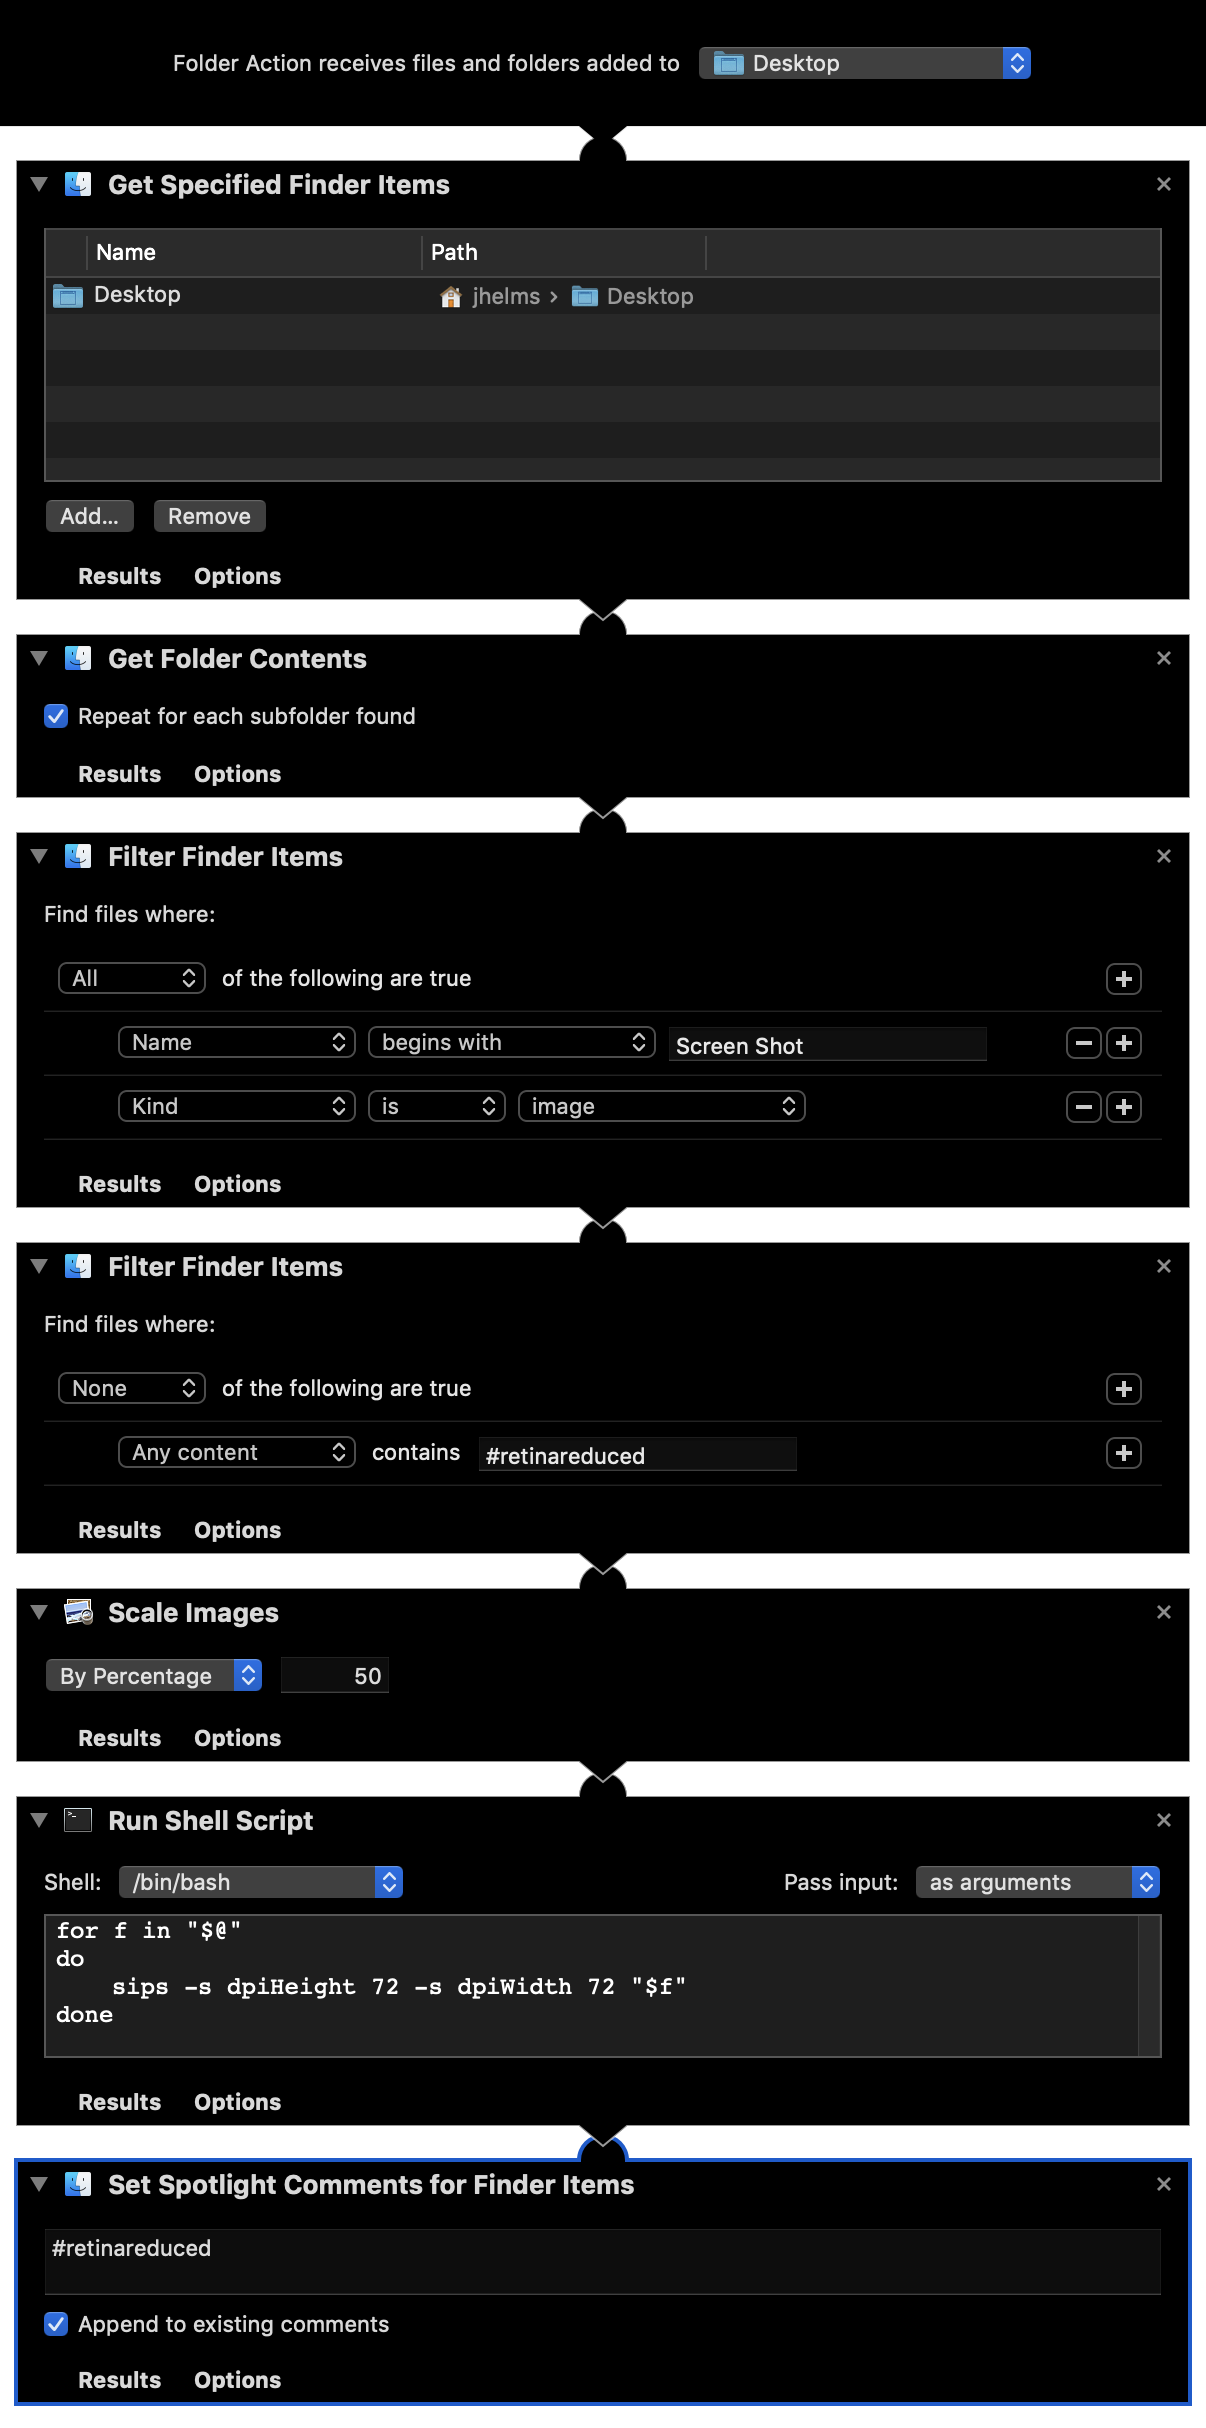 Folder Action receives files and folders added to Desktop
Get Specified Finder Items
Name Path
Desktop jhelms › Desktop
Add... Remove
Results Options
Get Folder Contents
Repeat for each subfolder found
Results Options
Filter Finder Items
Find files where:
All of the following are true
Name begins with Screen Shot
Kind is image
Results Options
Filter Finder Items
Find files where:
None of the following are true
Any content contains #retinareduced
Results Options
Scale Images
By Percentage 50
Results Options
Run Shell Script
Shell: /bin/bash Pass input: as arguments
for f in "$@"
do
    sips -s dpiHeight 72 -s dpiWidth 72 "$f"
done
Results Options
Set Spotlight Comments for Finder Items
#retinareduced
Append to existing comments
Results Options